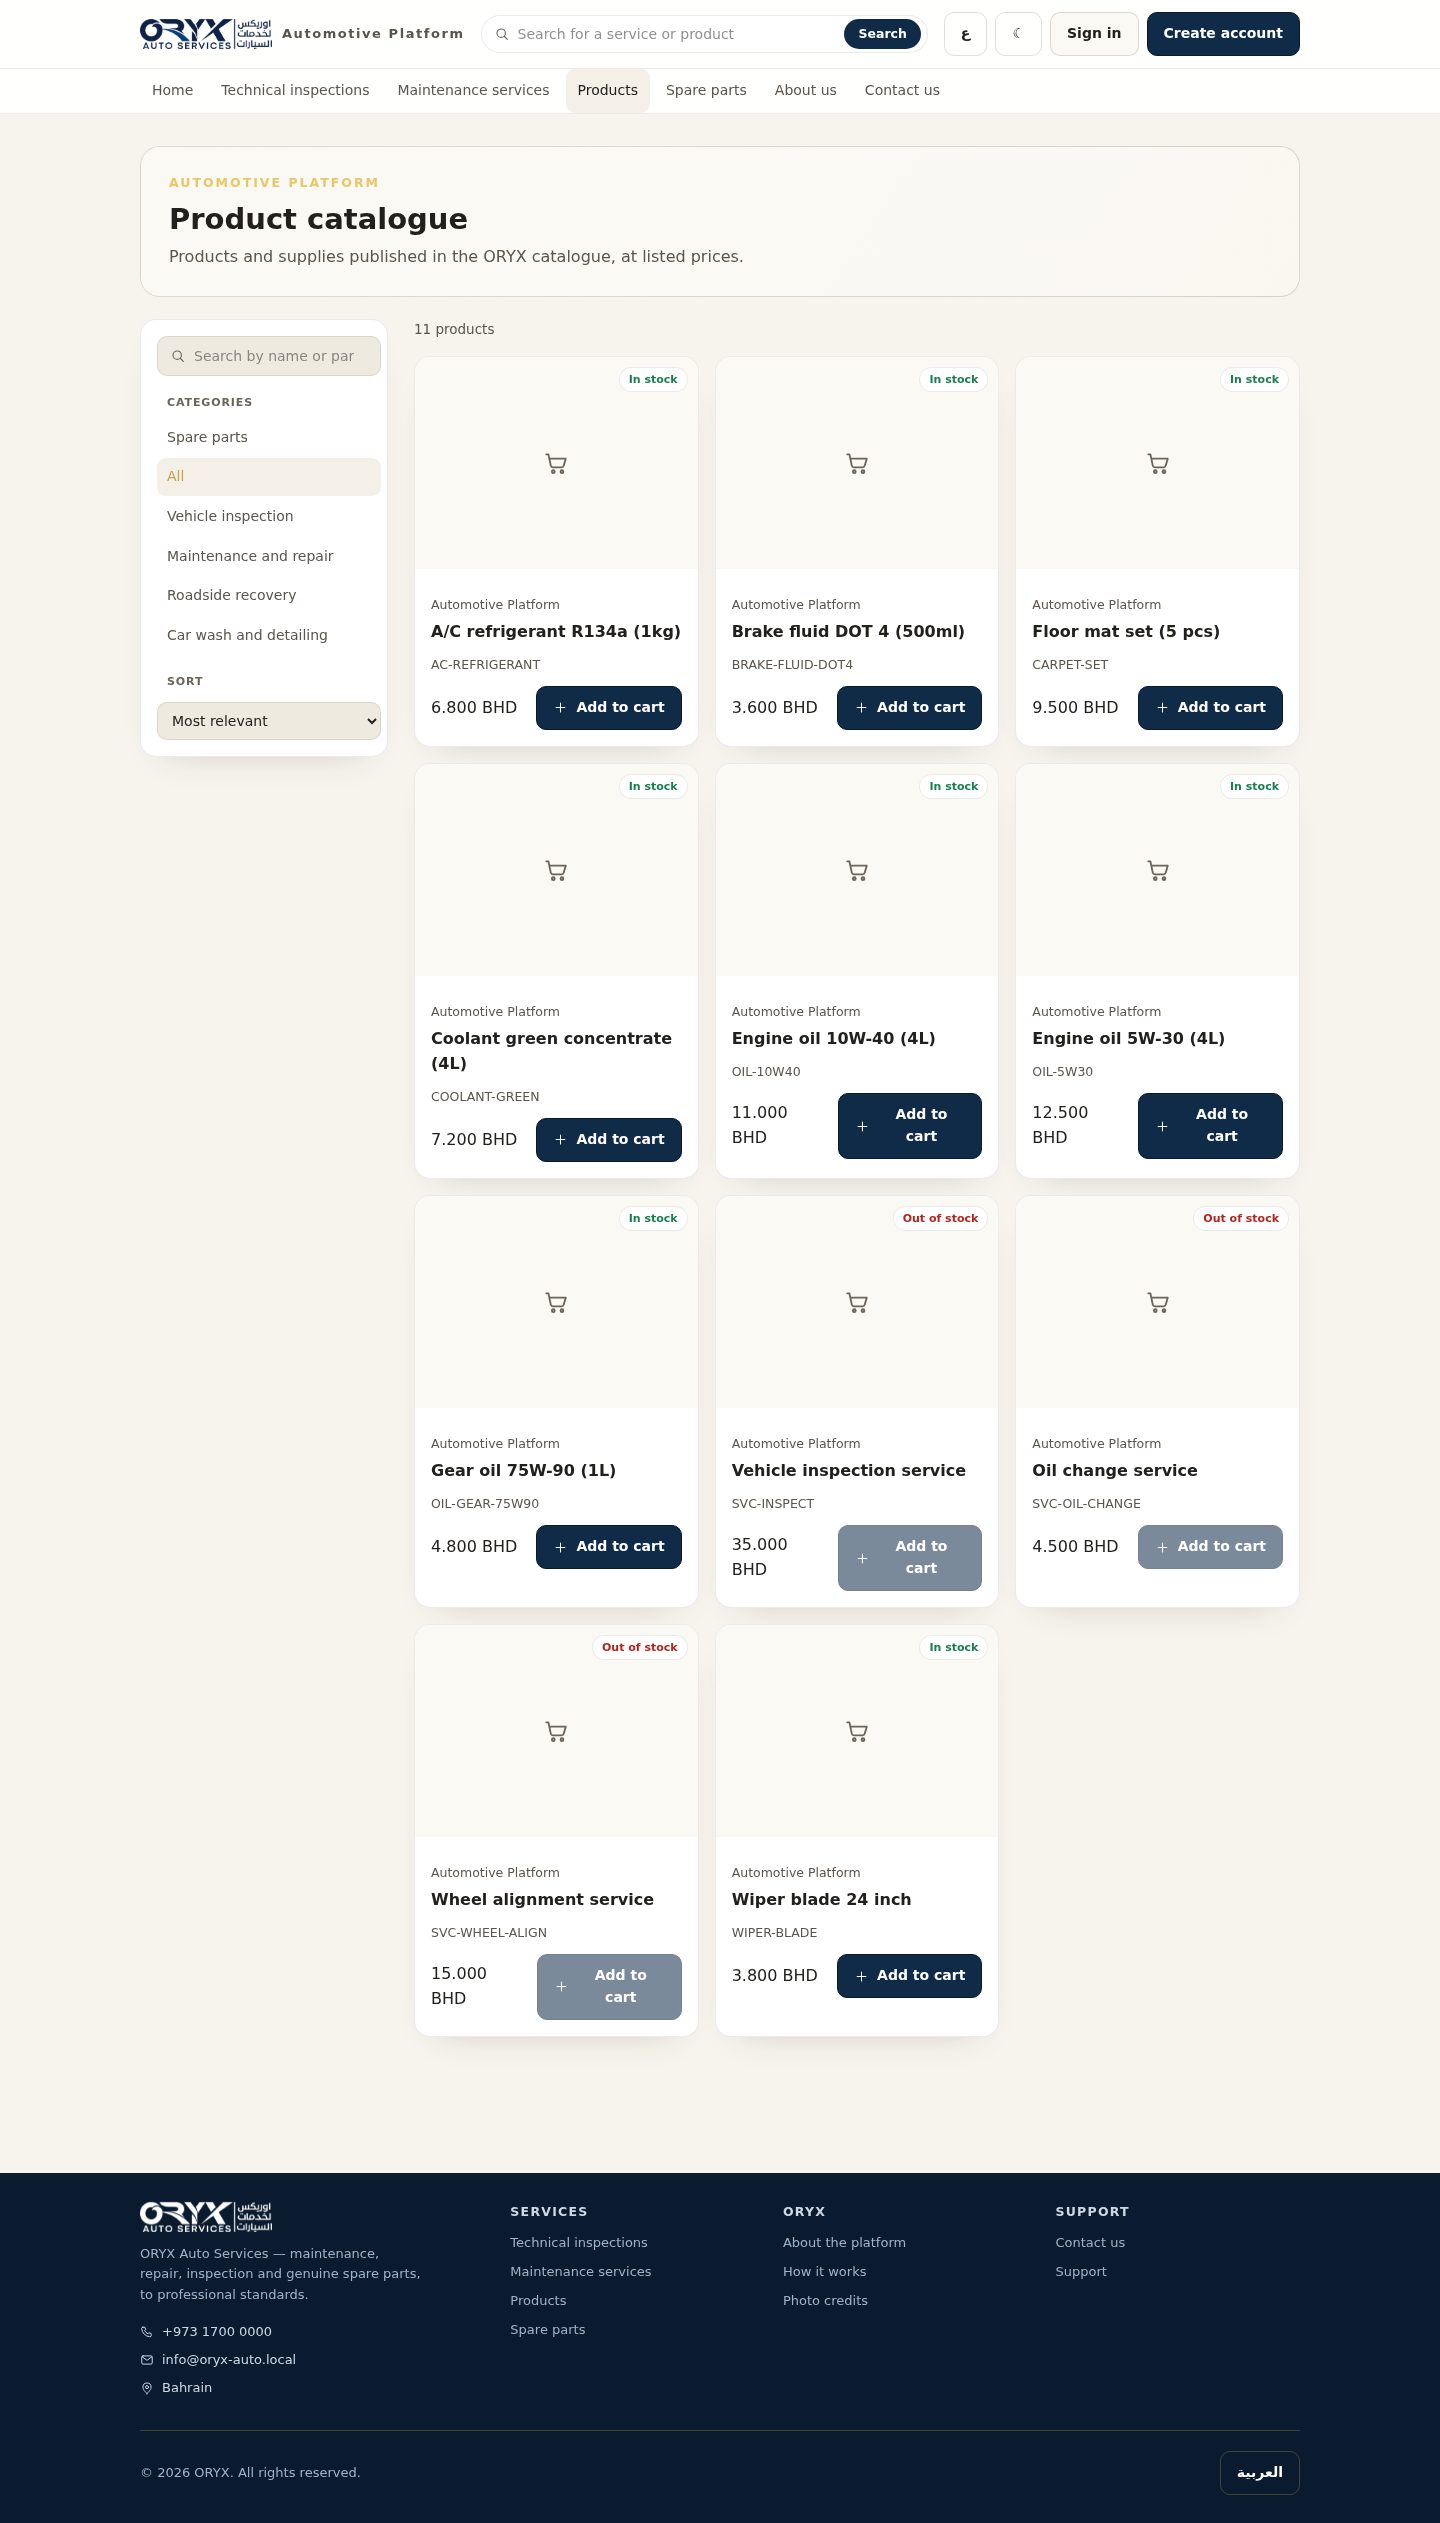 ORYX
AUTO SERVICES
اوريكس
لخدمات
السيارات
Automotive Platform
Search for a service or product
Search
ع
Sign in
Create account
Home
Technical inspections
Maintenance services
Products
Spare parts
About us
Contact us
AUTOMOTIVE PLATFORM
Product catalogue
Products and supplies published in the ORYX catalogue, at listed prices.
Search by name or par
CATEGORIES
Spare parts
All
Vehicle inspection
Maintenance and repair
Roadside recovery
Car wash and detailing
SORT
Most relevant
11 products
In stock
Automotive Platform
A/C refrigerant R134a (1kg)
AC-REFRIGERANT
6.800 BHD
Add to cart
In stock
Automotive Platform
Brake fluid DOT 4 (500ml)
BRAKE-FLUID-DOT4
3.600 BHD
Add to cart
In stock
Automotive Platform
Floor mat set (5 pcs)
CARPET-SET
9.500 BHD
Add to cart
In stock
Automotive Platform
Coolant green concentrate
(4L)
COOLANT-GREEN
7.200 BHD
Add to cart
In stock
Automotive Platform
Engine oil 10W-40 (4L)
OIL-10W40
11.000
BHD
Add to
cart
In stock
Automotive Platform
Engine oil 5W-30 (4L)
OIL-5W30
12.500
BHD
Add to
cart
In stock
Automotive Platform
Gear oil 75W-90 (1L)
OIL-GEAR-75W90
4.800 BHD
Add to cart
Out of stock
Automotive Platform
Vehicle inspection service
SVC-INSPECT
35.000
BHD
Add to
cart
Out of stock
Automotive Platform
Oil change service
SVC-OIL-CHANGE
4.500 BHD
Add to cart
Out of stock
Automotive Platform
Wheel alignment service
SVC-WHEEL-ALIGN
15.000
BHD
Add to
cart
In stock
Automotive Platform
Wiper blade 24 inch
WIPER-BLADE
3.800 BHD
Add to cart
ORYX
AUTO SERVICES
اوريكس
لخدمات
السيارات
ORYX Auto Services — maintenance,
repair, inspection and genuine spare parts,
to professional standards.
+973 1700 0000
info@oryx-auto.local
Bahrain
SERVICES
Technical inspections
Maintenance services
Products
Spare parts
ORYX
About the platform
How it works
Photo credits
SUPPORT
Contact us
Support
© 2026 ORYX. All rights reserved.
العربية